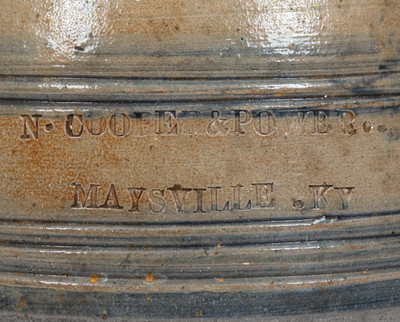 N. COOPER & POWER.
MAYSVILLE , KY